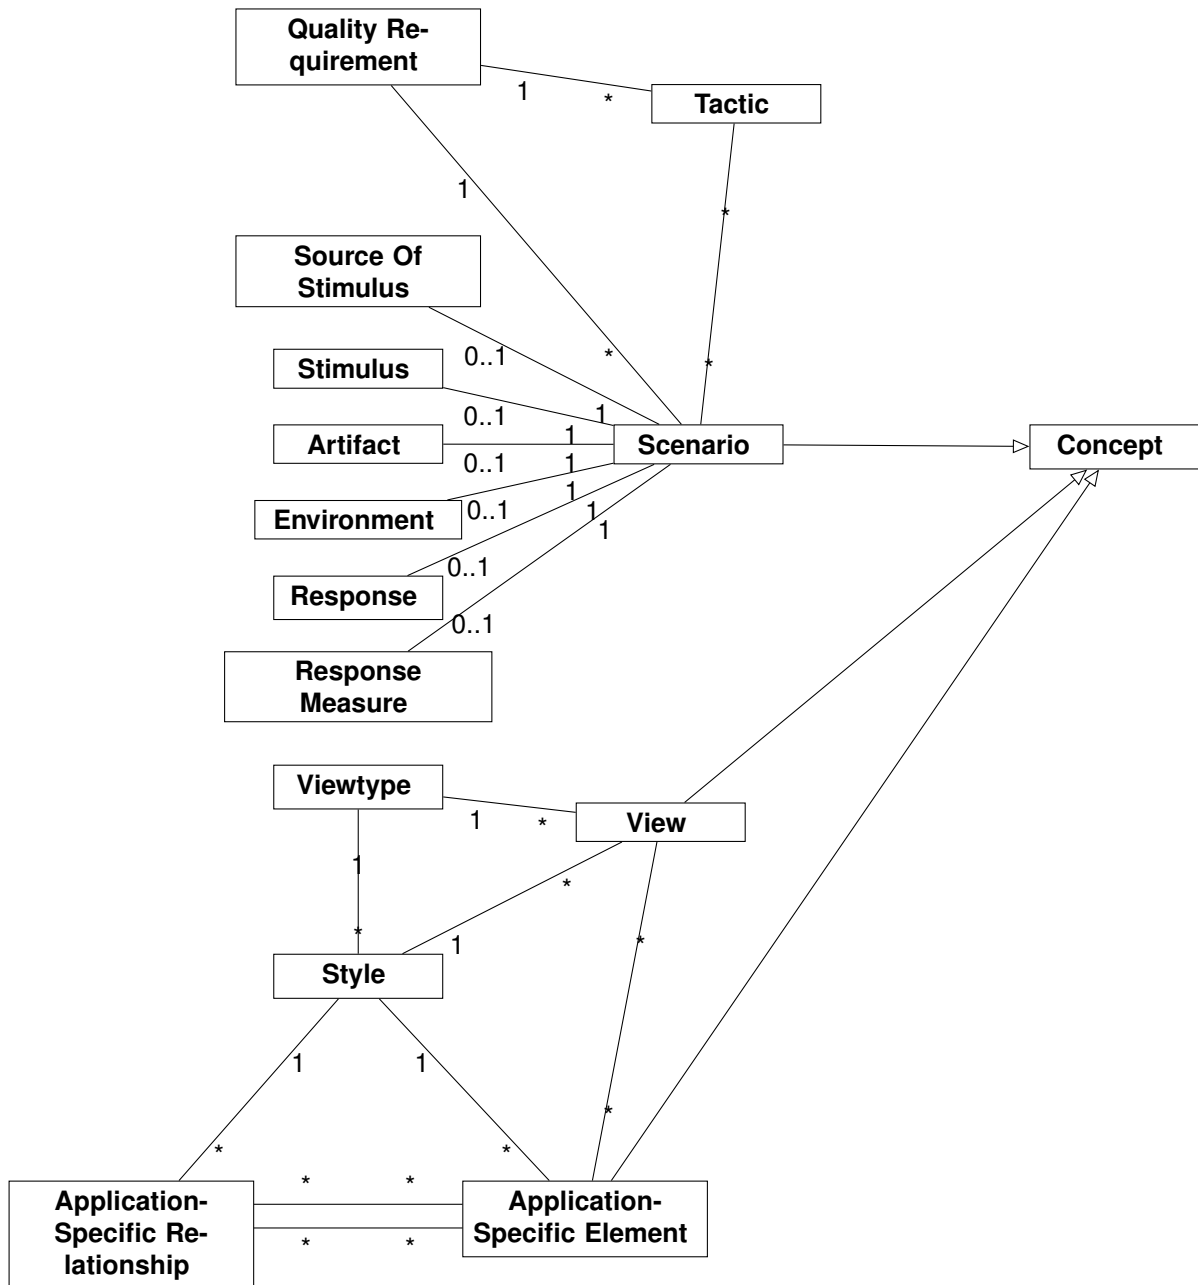 Quality Re-
quirement
1
*
Tactic
1
*
Source Of
Stimulus
0..1
*
*
Stimulus
0..1
1
Artifact
1
Scenario
Concept
0..1
1
Environment
0..1
1
1
1
Response
0..1
0..1
Response
Measure
Viewtype
1
*
View
1
*
*
1
*
Style
1
1
*
*
*
*
*
Application-
Specific Re-
lationship
Application-
Specific Element
*
*